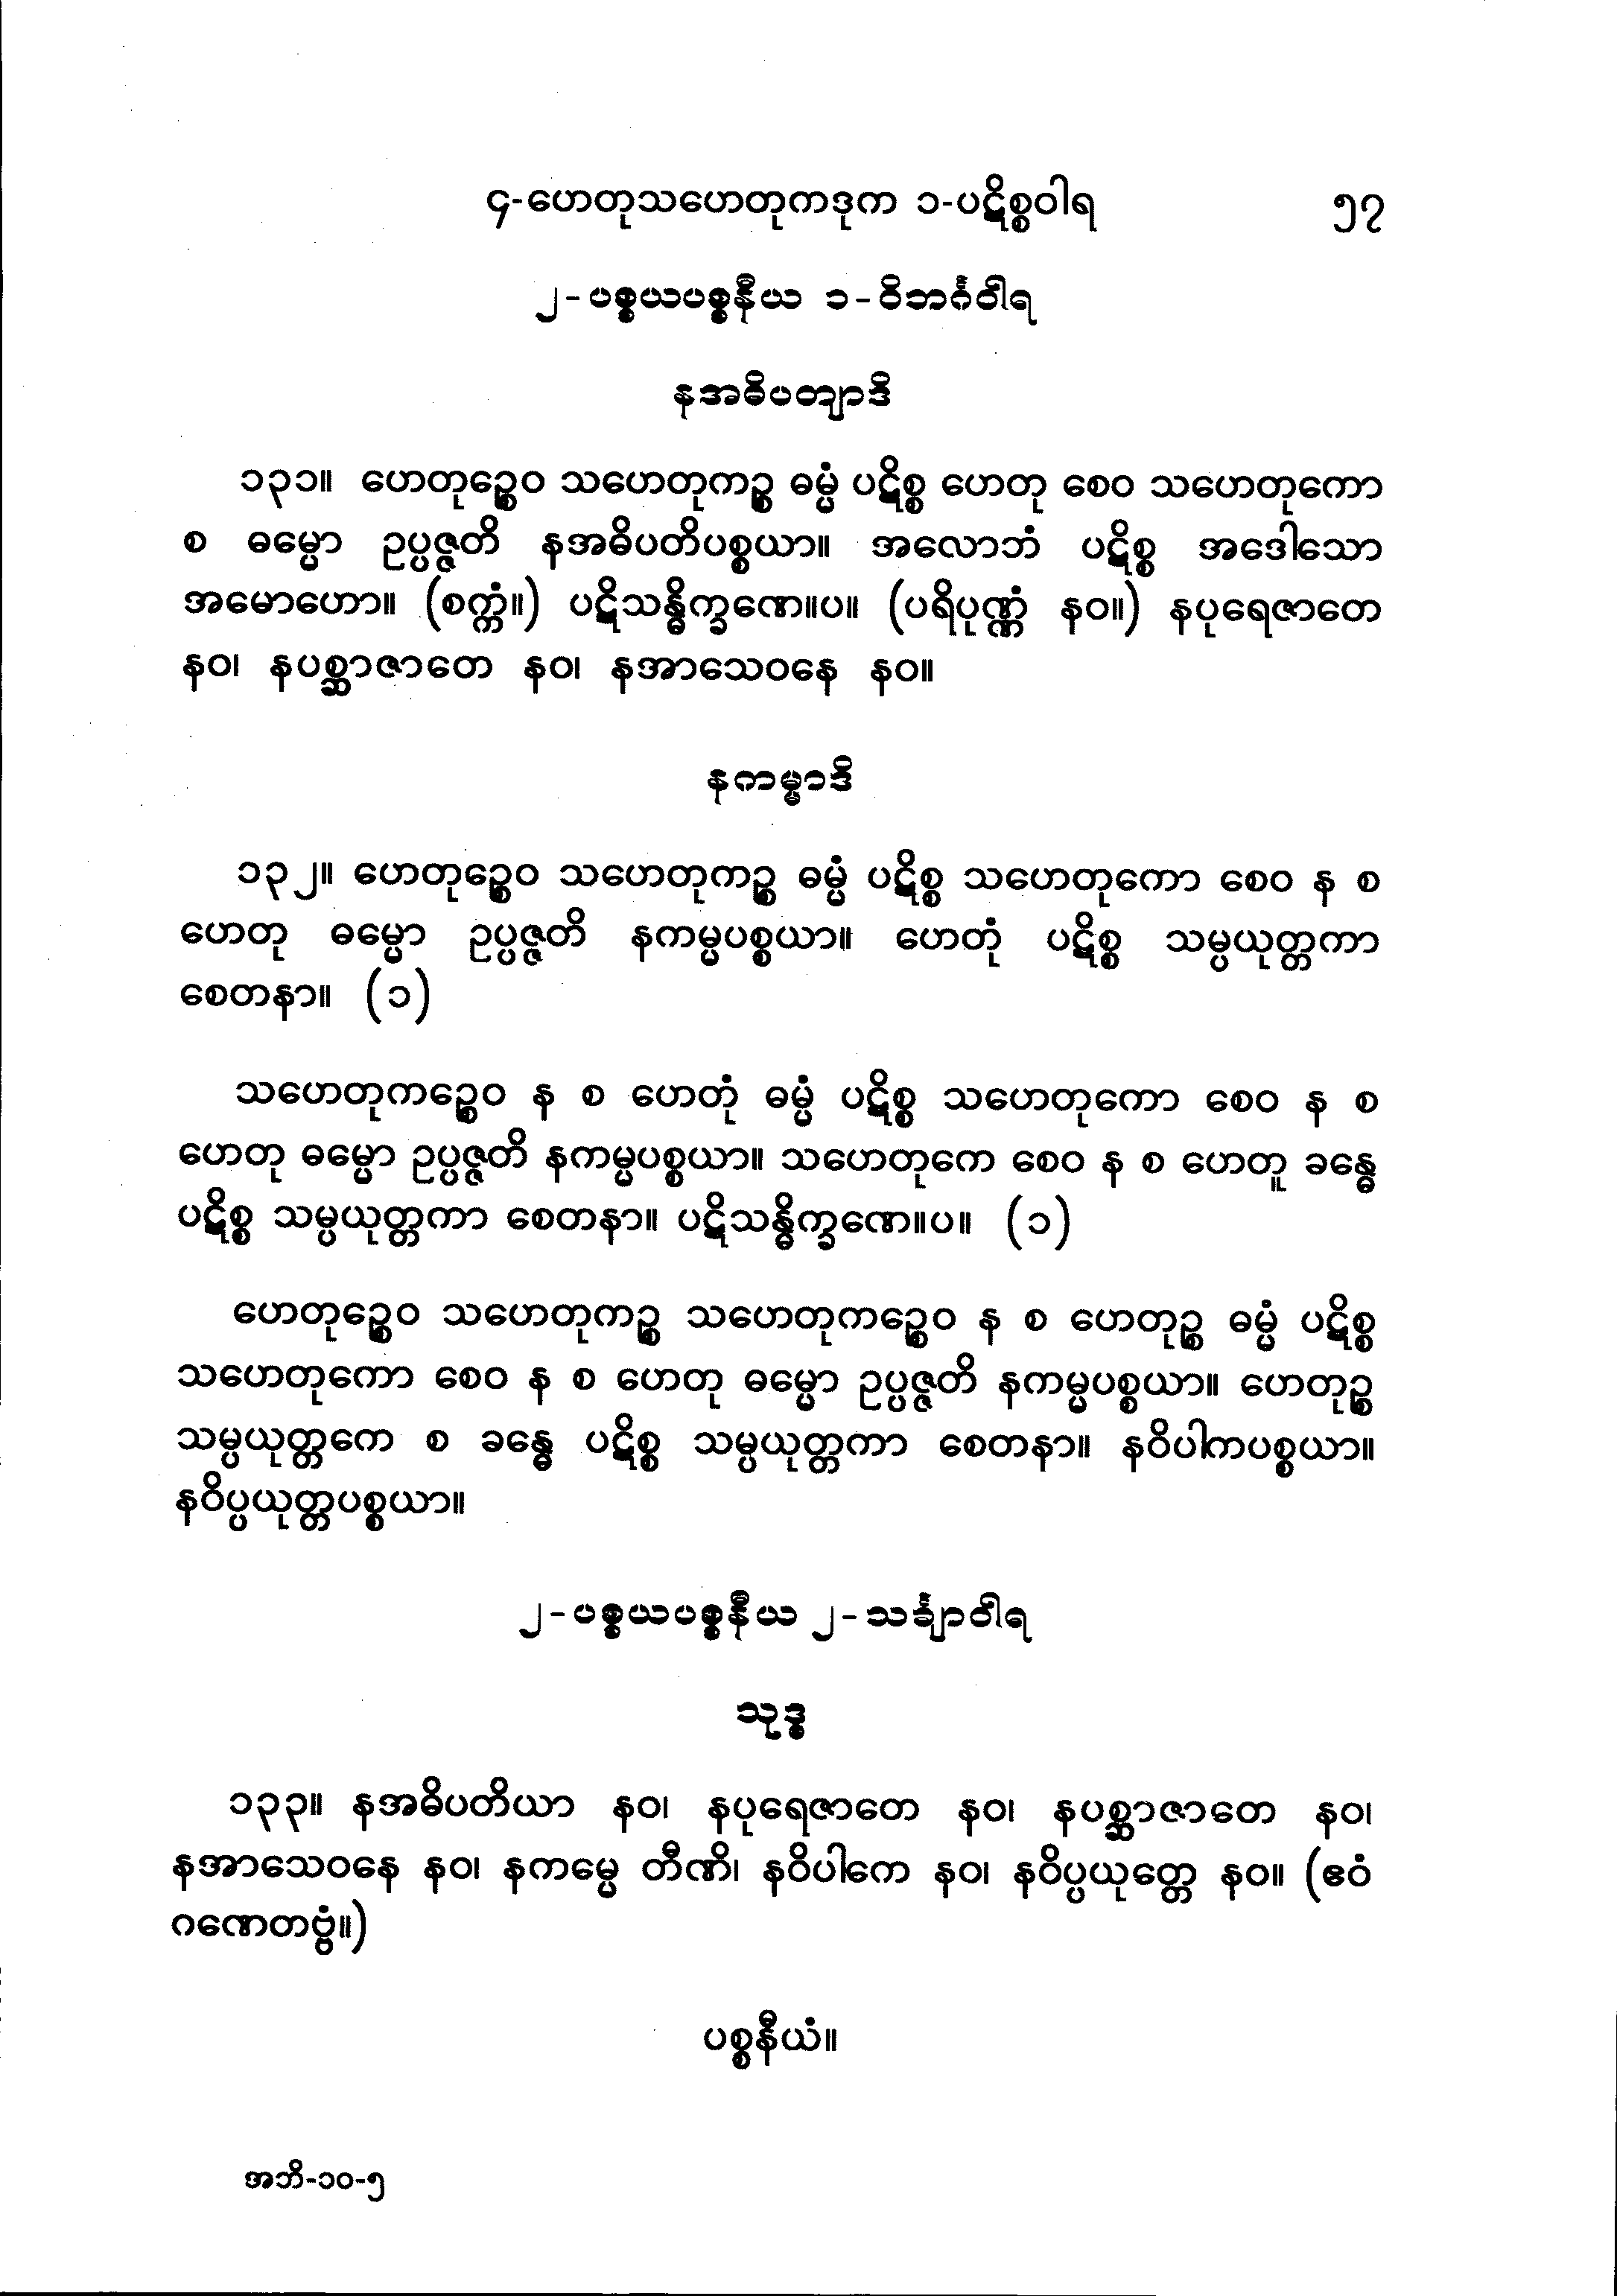 ၄-ဟေတုသဟေတုကဒုက ၁-ပဋိစ္စဝါရ ၅၇
၂-ပစ္စယပစ္စနီယ ၁-ဝိဘင်္ဂဝါရ
နအဓိပတျာဒိ
၁၃၁။ ဟေတုဉ္စေဝ သဟေတုကဉ္စ ဓမ္မံ ပဋိစ္စ ဟေတု စေဝ သဟေတုကော
စ ဓမ္မော ဥပ္ပဇ္ဇတိ နအဓိပတိပစ္စယာ။ အလောဘံ ပဋိစ္စ အဒေါသော
အမောဟော။ (စက္ကံ။) ပဋိသန္ဓိက္ခဏေ။ပ။ (ပရိပုဏ္ဏံ နဝ။) နပုရေဇာတေ
နဝ၊ နပစ္ဆာဇာတေ နဝ၊ နအာသေဝနေ နဝ။
နကမ္မာဒိ
၁၃၂။ ဟေတုဉ္စေဝ သဟေတုကဉ္စ ဓမ္မံ ပဋိစ္စ သဟေတုကော စေဝ န စ
ဟေတု ဓမ္မော ဥပ္ပဇ္ဇတိ နကမ္မပစ္စယာ။ ဟေတုံ ပဋိစ္စ သမ္ပယုတ္တကာ
စေတနာ။ (၁)
သဟေတုကဉ္စေဝ န စ ဟေတုံ ဓမ္မံ ပဋိစ္စ သဟေတုကော စေဝ န စ
ဟေတု ဓမ္မော ဥပ္ပဇ္ဇတိ နကမ္မပစ္စယာ။ သဟေတုကေ စေဝ န စ ဟေတူ ခန္ဓေ
ပဋိစ္စ သမ္ပယုတ္တကာ စေတနာ။ ပဋိသန္ဓိက္ခဏေ။ပ။ (၁)
ဟေတုဉ္စေဝ သဟေတုကဉ္စ သဟေတုကဉ္စေဝ န စ ဟေတုဉ္စ ဓမ္မံ ပဋိစ္စ
သဟေတုကော စေဝ န စ ဟေတု ဓမ္မော ဥပ္ပဇ္ဇတိ နကမ္မပစ္စယာ။ ဟေတုဉ္စ
သမ္ပယုတ္တကေ စ ခန္ဓေ ပဋိစ္စ သမ္ပယုတ္တကာ စေတနာ။ နဝိပါကပစ္စယာ။
နဝိပ္ပယုတ္တပစ္စယာ။
၂-ပစ္စယပစ္စနီယ ၂-သင်္ချာဝါရ
သုဒ္ဓ
၁၃၃။ နအဓိပတိယာ နဝ၊ နပုရေဇာတေ နဝ၊ နပစ္ဆာဇာတေ နဝ၊
နအာသေဝနေ နဝ၊ နကမ္မေ တီဏိ၊ နဝိပါကေ နဝ၊ နဝိပ္ပယုတ္တေ နဝ။ (ဧဝံ
ဂဏေတဗ္ဗံ။)
ပစ္စနီယံ။
အဘိ-၁၀-၅